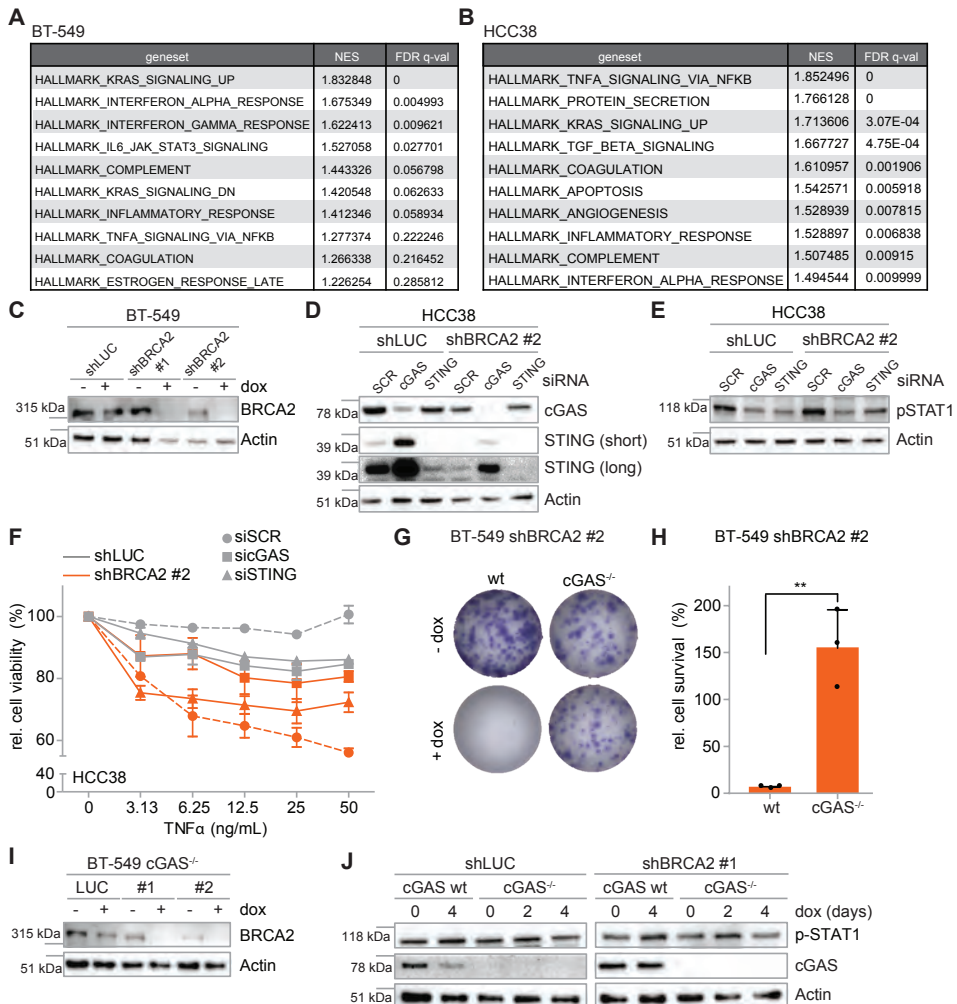 A
BT-549
geneset NES FDR q-val
HALLMARK_KRAS_SIGNALING_UP 1.832848 0
HALLMARK_INTERFERON_ALPHA_RESPONSE 1.675349 0.004993
HALLMARK_INTERFERON_GAMMA_RESPONSE 1.622413 0.009621
HALLMARK_IL6_JAK_STAT3_SIGNALING 1.527058 0.027701
HALLMARK_COMPLEMENT 1.443326 0.056798
HALLMARK_KRAS_SIGNALING_DN 1.420548 0.062633
HALLMARK_INFLAMMATORY_RESPONSE 1.412346 0.058934
HALLMARK_TNFA_SIGNALING_VIA_NFKB 1.277374 0.222246
HALLMARK_COAGULATION 1.266338 0.216452
HALLMARK_ESTROGEN_RESPONSE_LATE 1.226254 0.285812
B
HCC38
geneset NES FDR q-val
HALLMARK_TNFA_SIGNALING_VIA_NFKB 1.852496 0
HALLMARK_PROTEIN_SECRETION 1.766128 0
HALLMARK_KRAS_SIGNALING_UP 1.713606 3.07E-04
HALLMARK_TGF_BETA_SIGNALING 1.667727 4.75E-04
HALLMARK_COAGULATION 1.610957 0.001906
HALLMARK_APOPTOSIS 1.542571 0.005918
HALLMARK_ANGIOGENESIS 1.528939 0.007815
HALLMARK_INFLAMMATORY_RESPONSE 1.528897 0.006838
HALLMARK_COMPLEMENT 1.507485 0.00915
HALLMARK_INTERFERON_ALPHA_RESPONSE 1.494544 0.009999
C
BT-549
shLUC shBRCA2 #1 shBRCA2 #2
- + - + - + dox
315 kDa BRCA2
51 kDa Actin
D
HCC38
shLUC shBRCA2 #2
SCR cGAS STING SCR cGAS STING siRNA
78 kDa cGAS
39 kDa STING (short)
39 kDa STING (long)
51 kDa Actin
E
HCC38
shLUC shBRCA2 #2
SCR cGAS STING SCR cGAS STING siRNA
118 kDa pSTAT1
51 kDa Actin
F
shLUC
shBRCA2 #2
siSCR
sicGAS
siSTING
rel. cell viability (%)
100
80
60
40
0
HCC38
0 3.13 6.25 12.5 25 50
TNFα (ng/mL)
G
BT-549 shBRCA2 #2
wt cGAS-/-
- dox
+ dox
H
BT-549 shBRCA2 #2
**
rel. cell survival (%)
200
150
100
50
0
wt cGAS-/-
I
BT-549 cGAS-/-
LUC #1 #2
- + - + - + dox
315 kDa BRCA2
51 kDa Actin
J
shLUC shBRCA2 #1
cGAS wt cGAS-/- cGAS wt cGAS-/-
0 4 0 2 4 0 4 0 2 4 dox (days)
118 kDa p-STAT1
78 kDa cGAS
51 kDa Actin